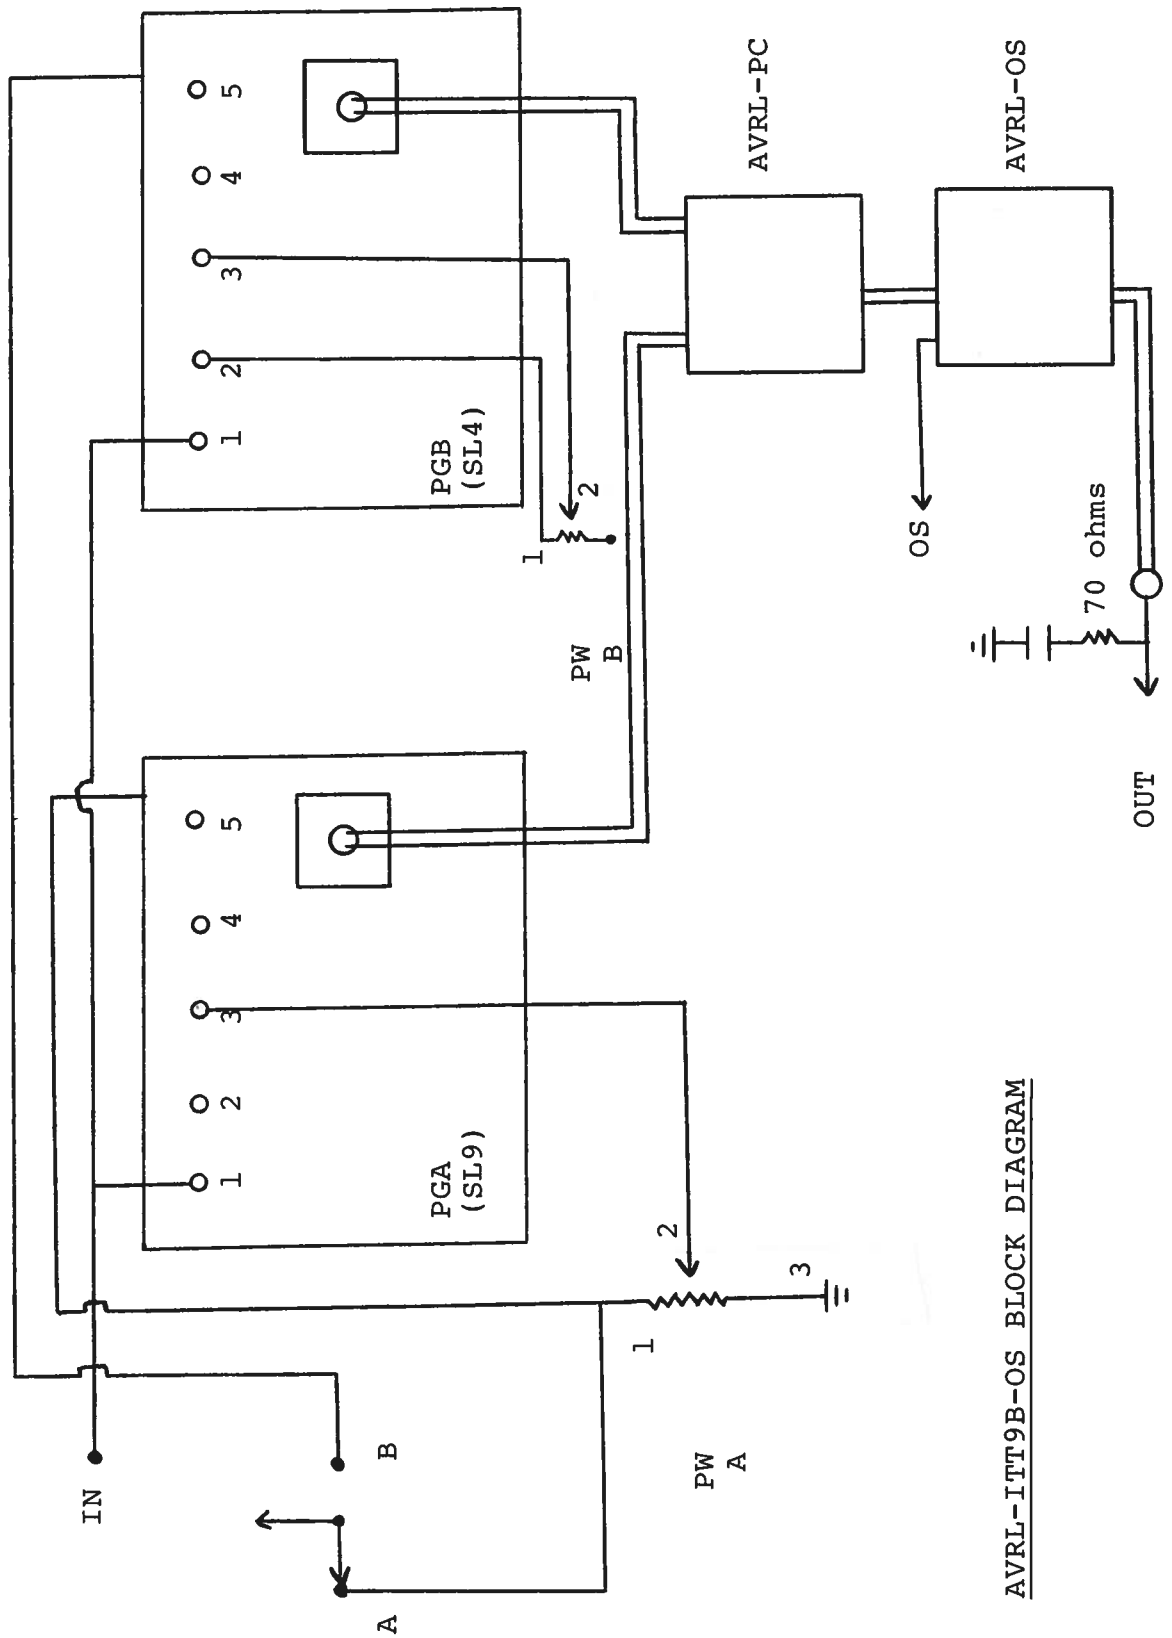 IN
1 2 3 4 5
1 2 3 4 5
A
B
PGA
(SL9)
PGB
(SL4)
1
2
PW
B
1
2
3
PW
A
AVRL-PC
OS
AVRL-OS
70 ohms
OUT
AVRL-ITT9B-OS BLOCK DIAGRAM